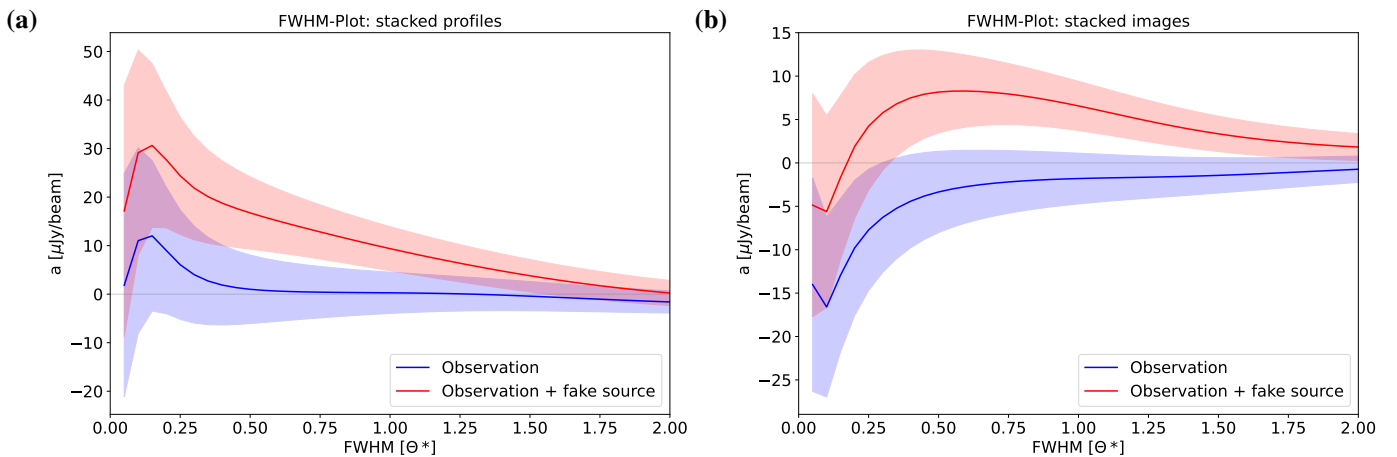 (a)
FWHM-Plot: stacked profiles
a [μJy/beam]
50
40
30
20
10
0
−10
−20
0.00 0.25 0.50 0.75 1.00 1.25 1.50 1.75 2.00
FWHM [Θ*]
Observation
Observation + fake source
(b)
FWHM-Plot: stacked images
a [μJy/beam]
15
10
5
0
−5
−10
−15
−20
−25
0.00 0.25 0.50 0.75 1.00 1.25 1.50 1.75 2.00
FWHM [Θ*]
Observation
Observation + fake source